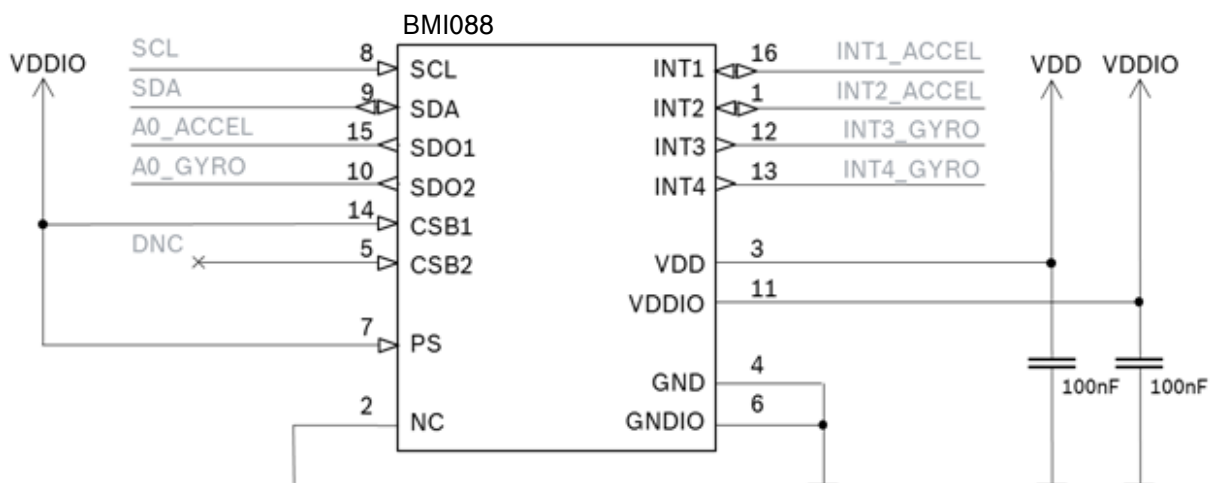 BMI088
VDDIO
SCL 8 SCL
SDA 9 SDA
A0_ACCEL 15 SDO1
A0_GYRO 10 SDO2
14 CSB1
DNC 5 CSB2
7 PS
2 NC
INT1 16 INT1_ACCEL
INT2 1 INT2_ACCEL
INT3 12 INT3_GYRO
INT4 13 INT4_GYRO
VDD 3
VDDIO 11
GND 4
GNDIO 6
VDD VDDIO
100nF 100nF